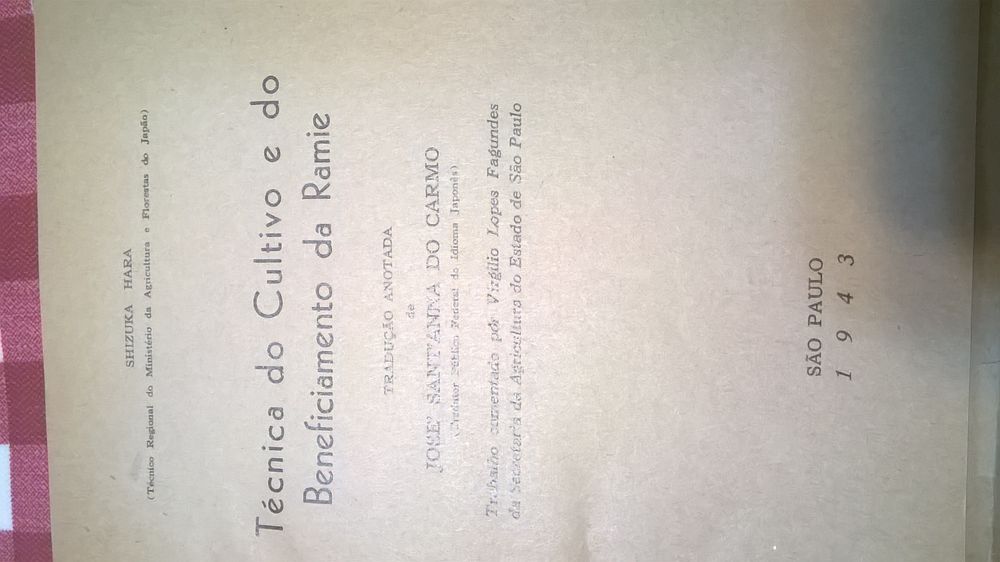 SHIZUKA HARA
(Técnico Regional do Ministério da Agricultura e Florestas do Japão)
Técnica do Cultivo e do
Beneficiamento da Ramie
TRADUÇÃO ANOTADA
de
JOSE' SANT'ANNA DO CARMO
(Tradutor Público Federal do Idioma Japonês)
Trabalho comentado por Virgilio Lopes Fagundes
da Secretaria da Agricultura do Estado de São Paulo
SÃO PAULO
1 9 4 3